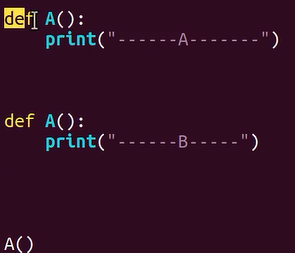 def A():
    print("------A-------")
def A():
    print("------B-----")
A()